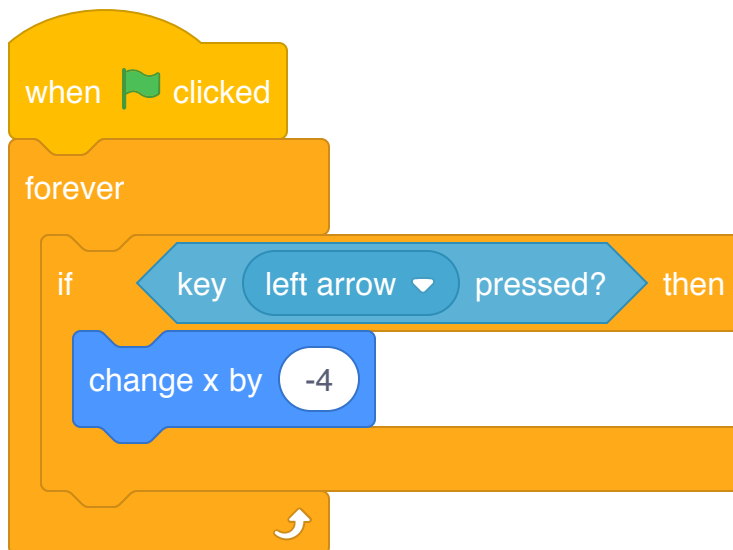 when clicked
forever
if key left arrow pressed? then
change x by -4